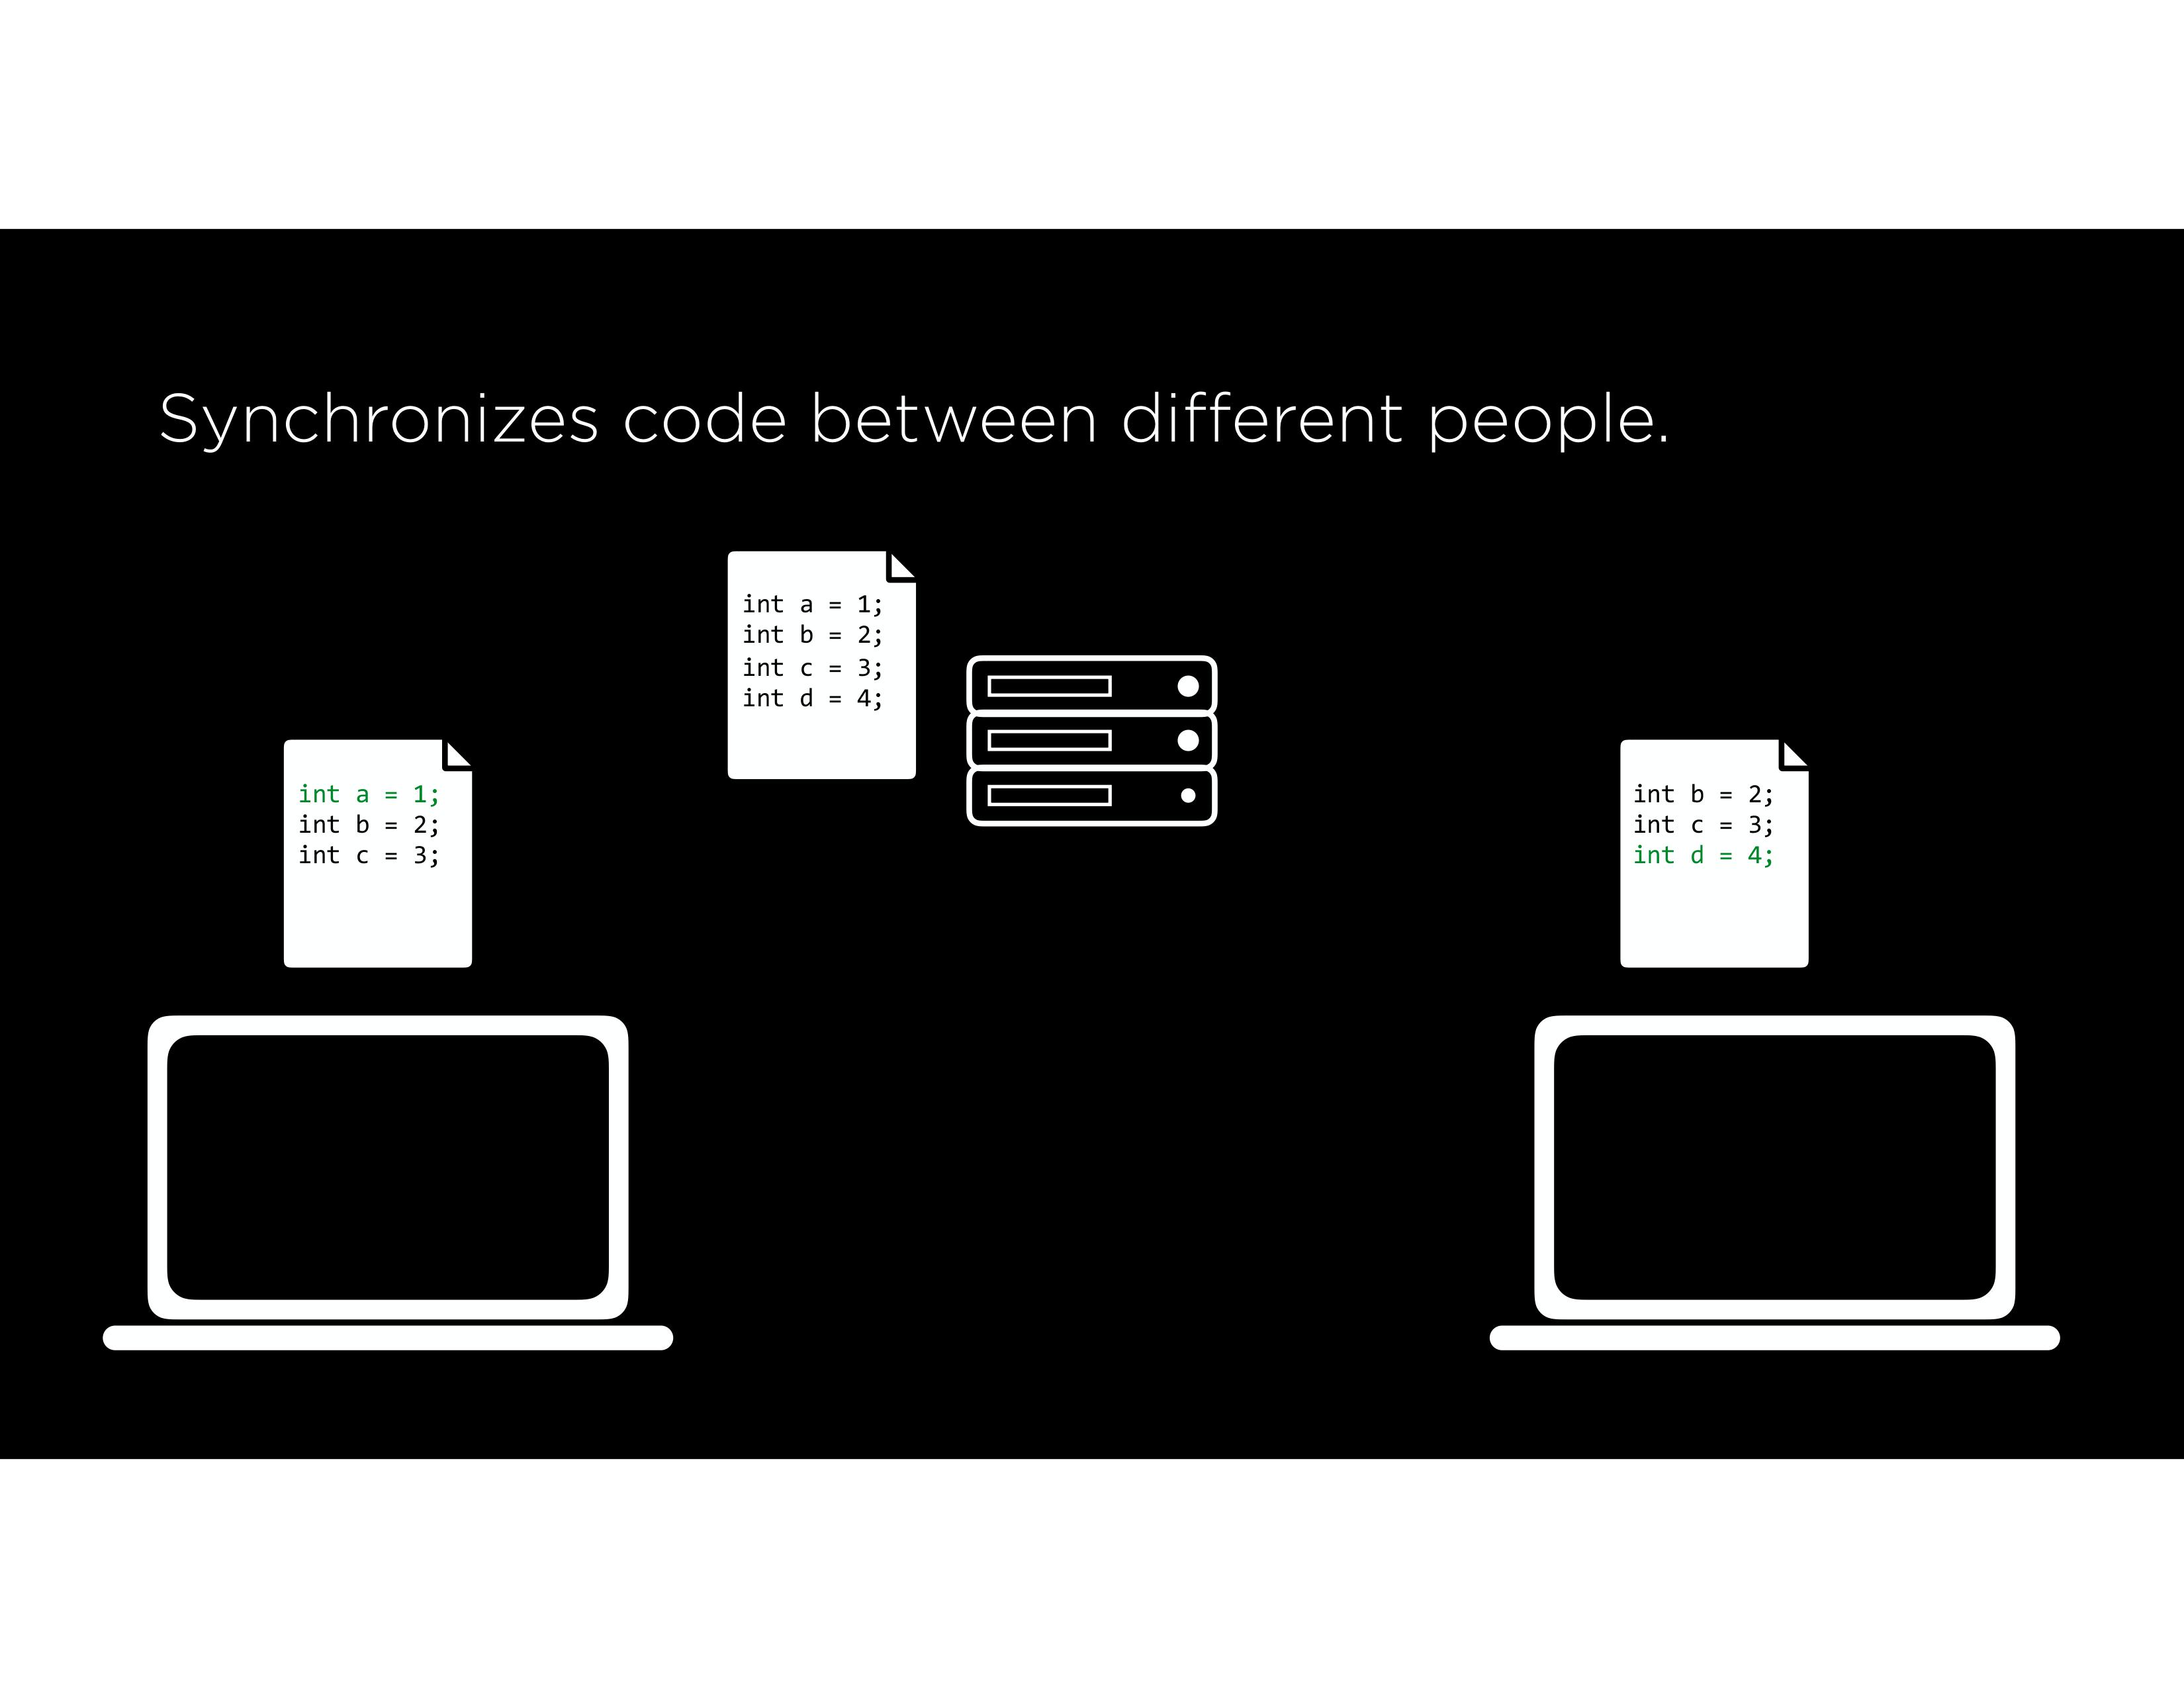 Synchronizes code between different people.
int a = 1;
int b = 2;
int c = 3;
int d = 4;
int a = 1;
int b = 2;
int c = 3;
int b = 2;
int c = 3;
int d = 4;